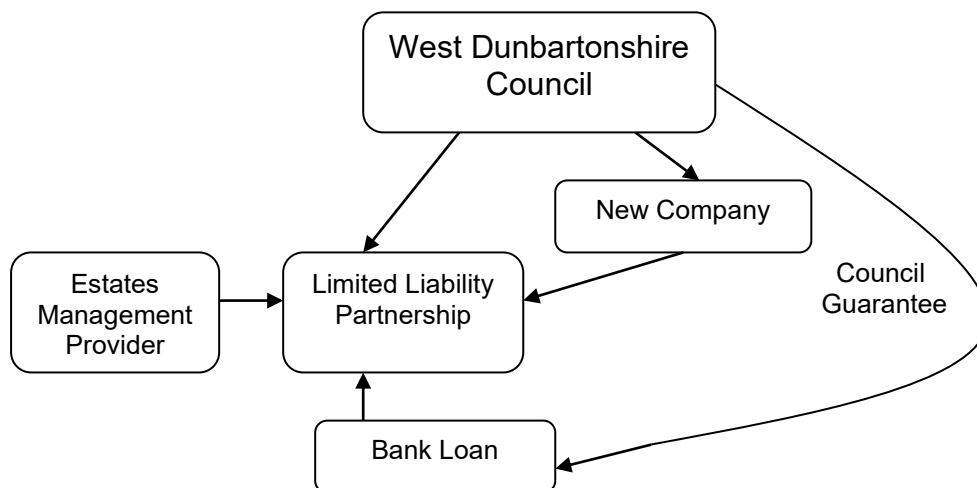 West Dunbartonshire
Council
New Company
Estates
Management
Provider
Limited Liability
Partnership
Council
Guarantee
Bank Loan